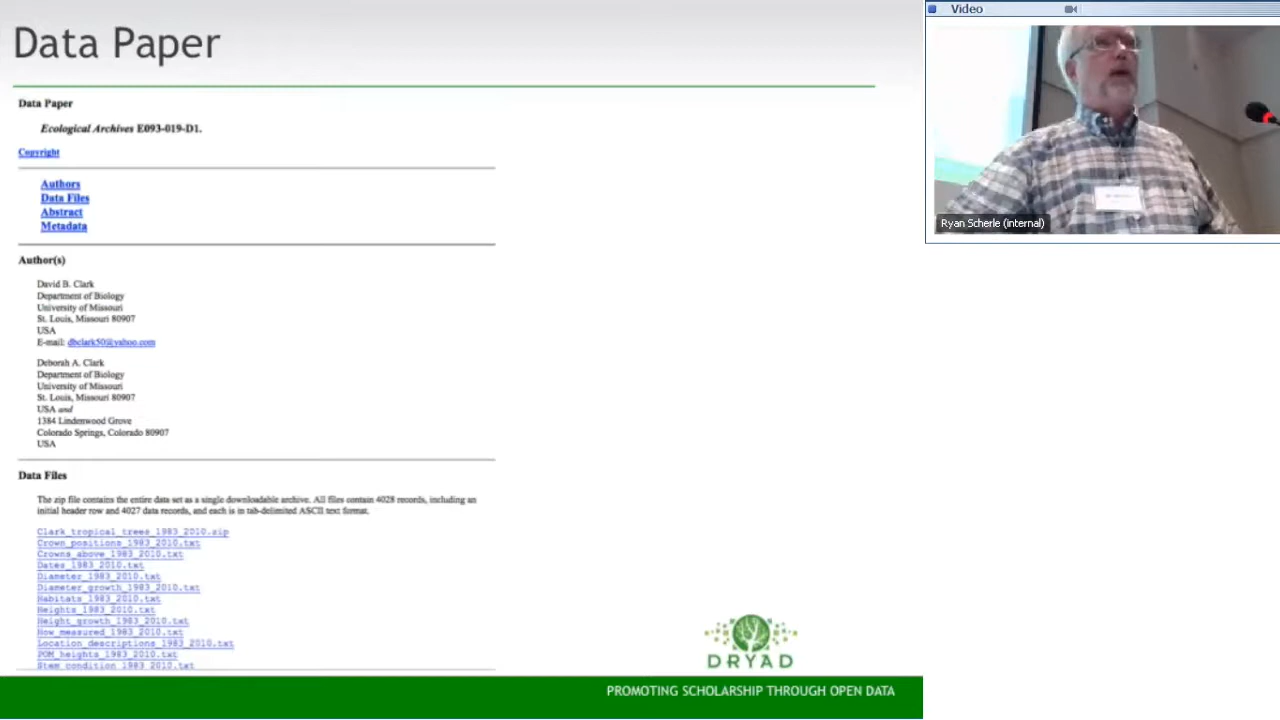 Data Paper
Data Paper
Ecological Archives E093-019-D1.
Copyright
Authors
Data Files
Abstract
Metadata
Author(s)
David B. Clark
Department of Biology
University of Missouri
St. Louis, Missouri 80907
USA
E-mail: dbclark50@yahoo.com
Deborah A. Clark
Department of Biology
University of Missouri
St. Louis, Missouri 80907
USA and
1384 Lindenwood Grove
Colorado Springs, Colorado 80907
USA
Data Files
The zip file contains the entire data set as a single downloadable archive. All files contain 4028 records, including an
initial header row and 4027 data records, and each is in tab-delimited ASCII text format.
Clark_tropical_trees_1983_2010.zip
Crown_positions_1983_2010.txt
Crowns_above_1983_2010.txt
Dates_1983_2010.txt
Diameter_1983_2010.txt
Diameter_growth_1983_2010.txt
Habitats_1983_2010.txt
Heights_1983_2010.txt
Height_growth_1983_2010.txt
How_measured_1983_2010.txt
Location_descriptions_1983_2010.txt
POM_heights_1983_2010.txt
Stem_condition_1983_2010.txt
DRYAD
PROMOTING SCHOLARSHIP THROUGH OPEN DATA
Video
Ryan Scherle (internal)